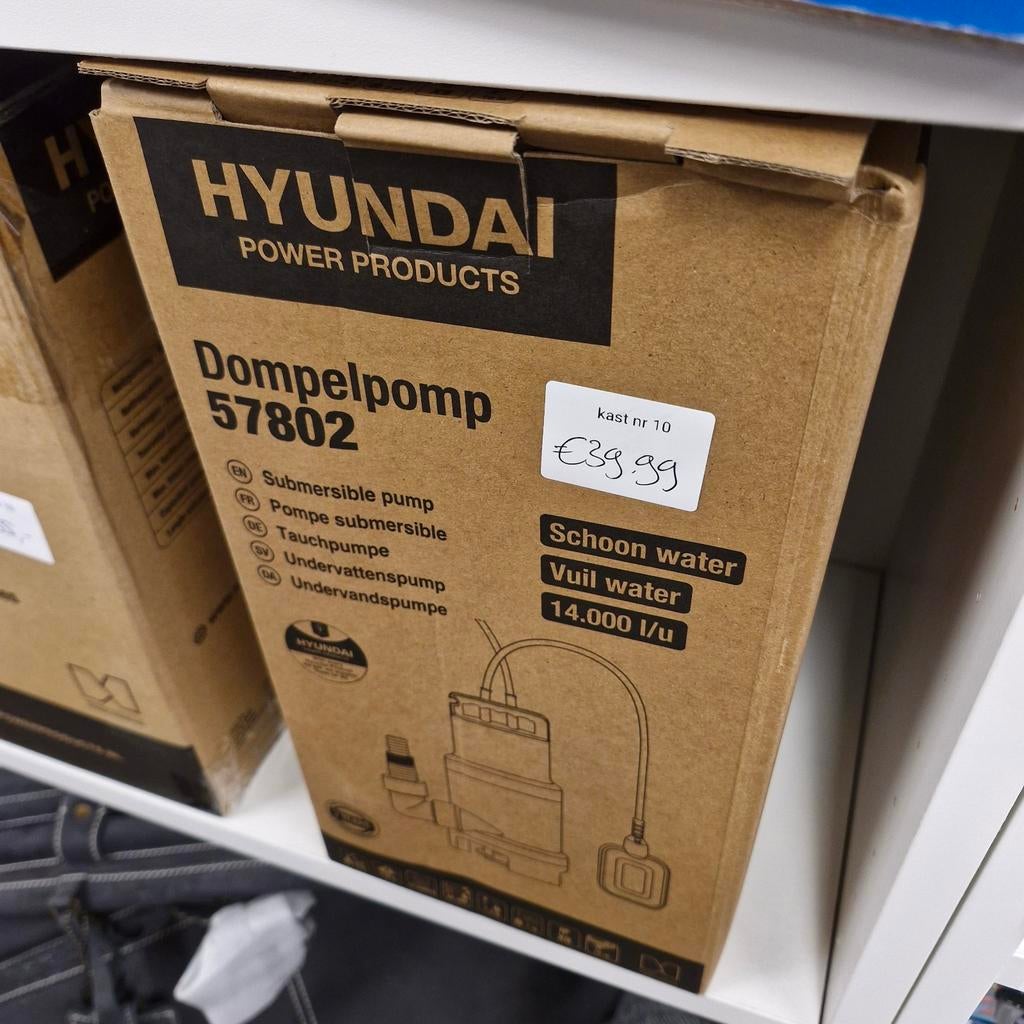 HYUNDAI
POWER PRODUCTS
Dompelpomp
57802
kast nr 10
€39.99
EN Submersible pump
FR Pompe submersible
DE Tauchpumpe
SV Undervattenspump
DA Undervandspumpe
Schoon water
Vuil water
14.000 l/u
HYUNDAI
H
PO